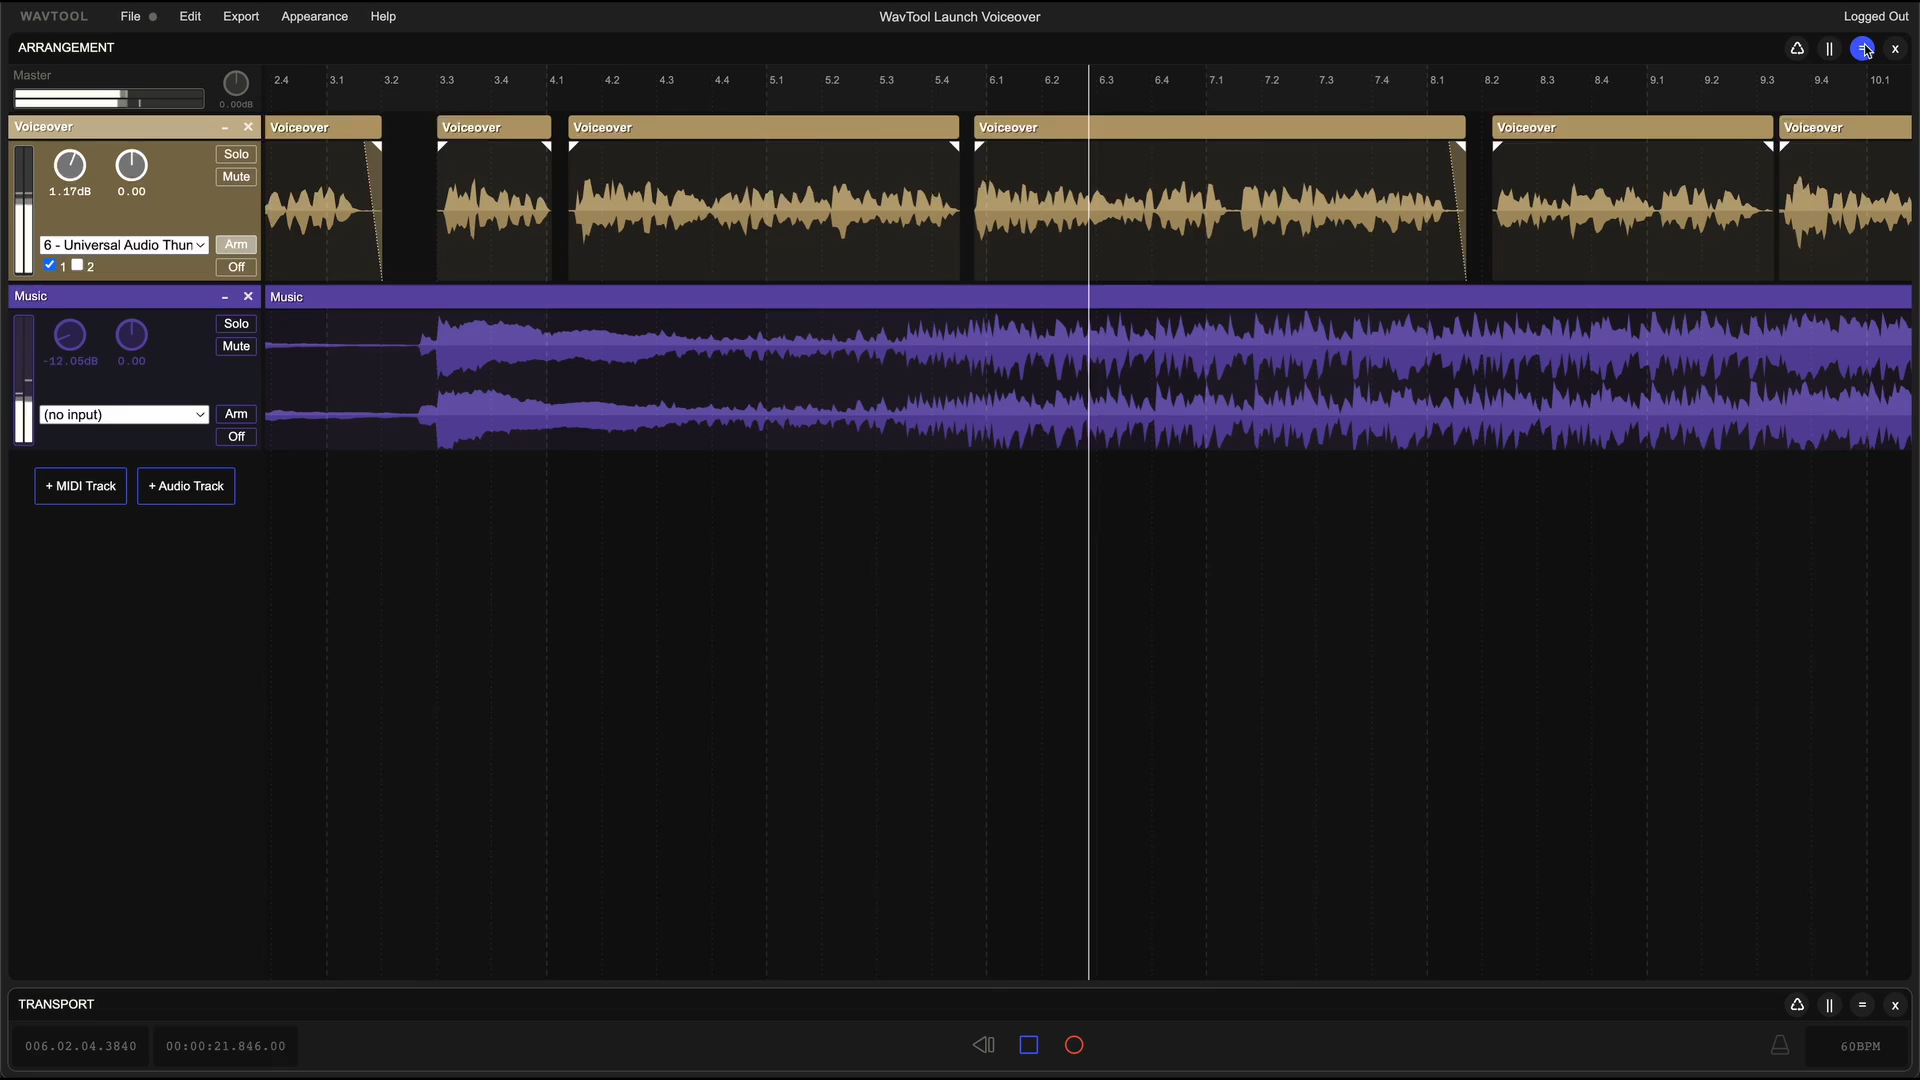 WAVTOOL File Edit Export Appearance Help WavTool Launch Voiceover Logged Out
ARRANGEMENT || = x
Master 0.00dB 2.4 3.1 3.2 3.3 3.4 4.1 4.2 4.3 4.4 5.1 5.2 5.3 5.4 6.1 6.2 6.3 6.4 7.1 7.2 7.3 7.4 8.1 8.2 8.3 8.4 9.1 9.2 9.3 9.4 10.1
Voiceover Voiceover Voiceover Voiceover Voiceover Voiceover Voiceover
Solo
Mute
1.17dB 0.00
6 - Universal Audio Thun Arm
1 2 Off
Music Music
Solo
Mute
-12.05dB 0.00
(no input) Arm
Off
+ MIDI Track + Audio Track
TRANSPORT || = x
006.02.04.3840 00:00:21.846.00 60BPM